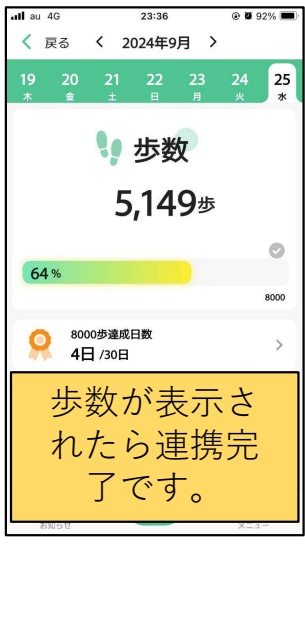 au 4G 23:36 92%
戻る 2024年9月
19 20 21 22 23 24 25
木 金 土 日 月 火 水
歩数
5,149歩
64%
8000
8000歩達成日数
4日 /30日
歩数が表示さ
れたら連携完
了です。
お知らせ メニュー